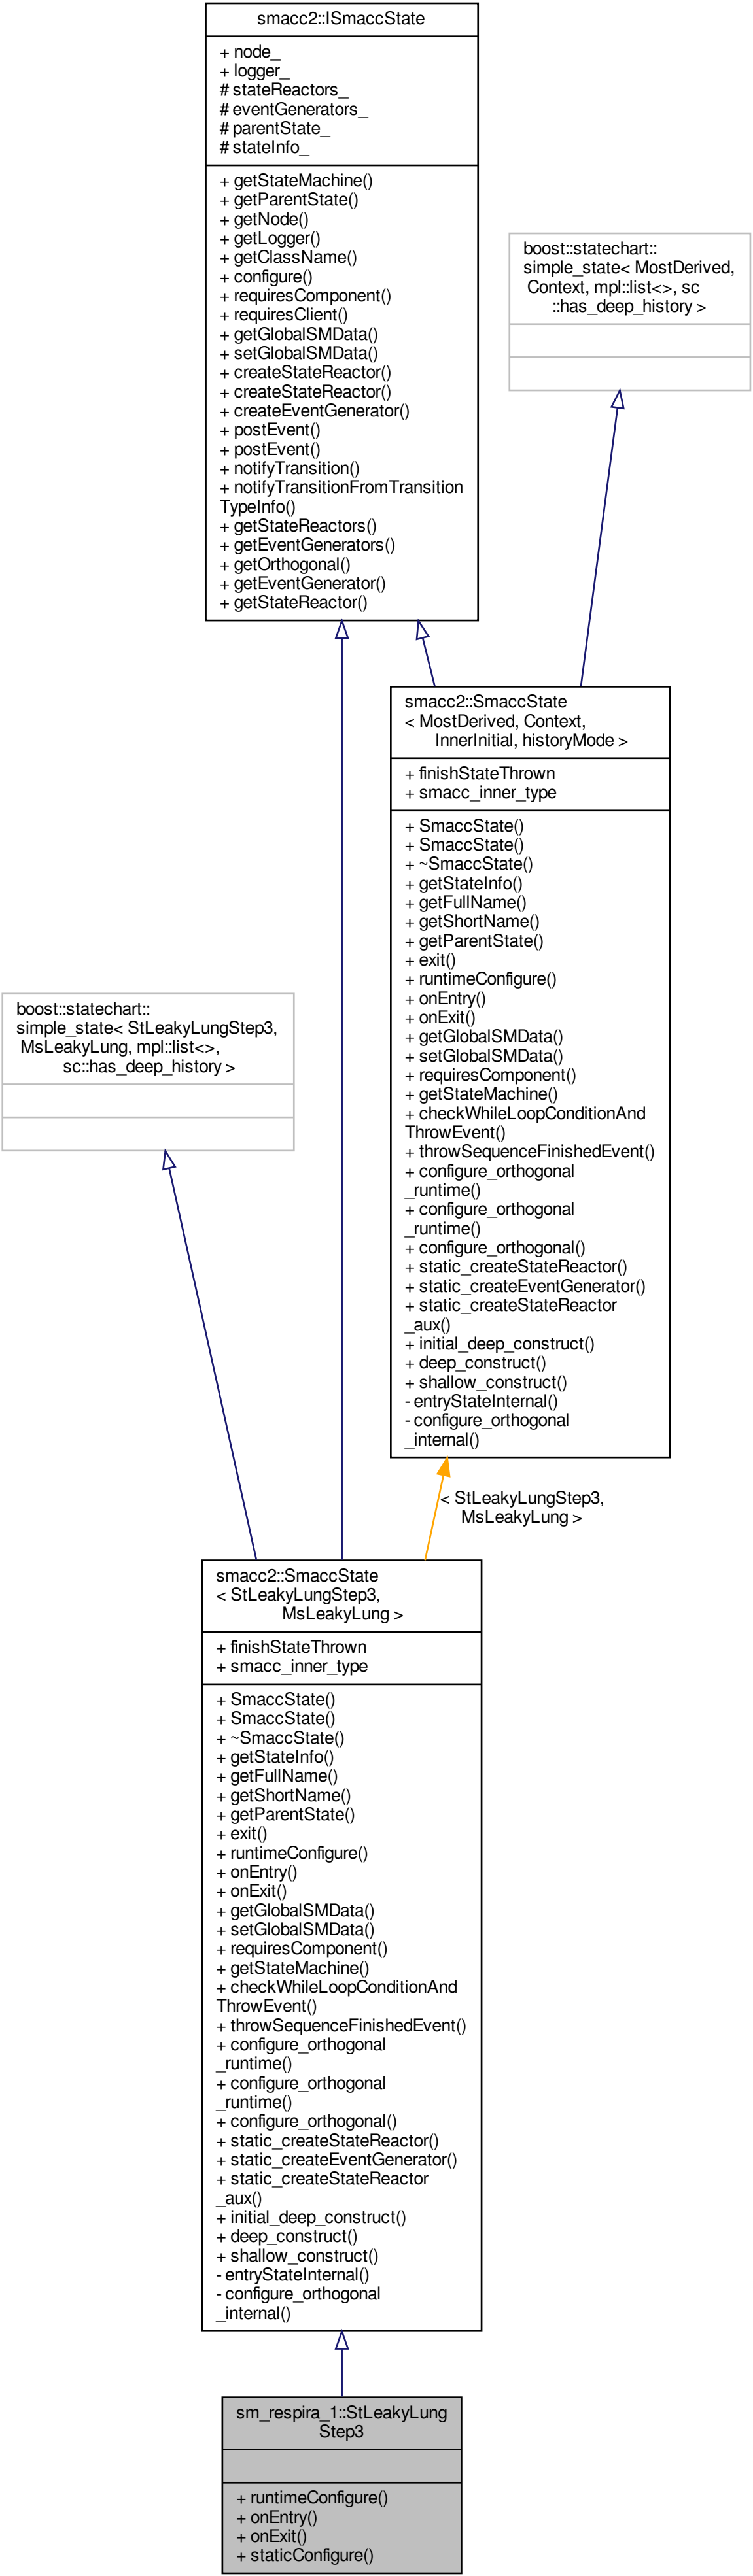 smacc2::ISmaccState
+ node_
+ logger_
# stateReactors_
# eventGenerators_
# parentState_
# stateInfo_
+ getStateMachine()
+ getParentState()
+ getNode()
+ getLogger()
+ getClassName()
+ configure()
+ requiresComponent()
+ requiresClient()
+ getGlobalSMData()
+ setGlobalSMData()
+ createStateReactor()
+ createStateReactor()
+ createEventGenerator()
+ postEvent()
+ postEvent()
+ notifyTransition()
+ notifyTransitionFromTransition
TypeInfo()
+ getStateReactors()
+ getEventGenerators()
+ getOrthogonal()
+ getEventGenerator()
+ getStateReactor()
boost::statechart::
simple_state< MostDerived,
Context, mpl::list<>, sc
::has_deep_history >
smacc2::SmaccState
< MostDerived, Context,
InnerInitial, historyMode >
+ finishStateThrown
+ smacc_inner_type
+ SmaccState()
+ SmaccState()
+ ~SmaccState()
+ getStateInfo()
+ getFullName()
+ getShortName()
+ getParentState()
+ exit()
+ runtimeConfigure()
+ onEntry()
+ onExit()
+ getGlobalSMData()
+ setGlobalSMData()
+ requiresComponent()
+ getStateMachine()
+ checkWhileLoopConditionAnd
ThrowEvent()
+ throwSequenceFinishedEvent()
+ configure_orthogonal
_runtime()
+ configure_orthogonal
_runtime()
+ configure_orthogonal()
+ static_createStateReactor()
+ static_createEventGenerator()
+ static_createStateReactor
_aux()
+ initial_deep_construct()
+ deep_construct()
+ shallow_construct()
- entryStateInternal()
- configure_orthogonal
_internal()
boost::statechart::
simple_state< StLeakyLungStep3,
MsLeakyLung, mpl::list<>,
sc::has_deep_history >
< StLeakyLungStep3,
MsLeakyLung >
smacc2::SmaccState
< StLeakyLungStep3,
MsLeakyLung >
+ finishStateThrown
+ smacc_inner_type
+ SmaccState()
+ SmaccState()
+ ~SmaccState()
+ getStateInfo()
+ getFullName()
+ getShortName()
+ getParentState()
+ exit()
+ runtimeConfigure()
+ onEntry()
+ onExit()
+ getGlobalSMData()
+ setGlobalSMData()
+ requiresComponent()
+ getStateMachine()
+ checkWhileLoopConditionAnd
ThrowEvent()
+ throwSequenceFinishedEvent()
+ configure_orthogonal
_runtime()
+ configure_orthogonal
_runtime()
+ configure_orthogonal()
+ static_createStateReactor()
+ static_createEventGenerator()
+ static_createStateReactor
_aux()
+ initial_deep_construct()
+ deep_construct()
+ shallow_construct()
- entryStateInternal()
- configure_orthogonal
_internal()
sm_respira_1::StLeakyLung
Step3
+ runtimeConfigure()
+ onEntry()
+ onExit()
+ staticConfigure()